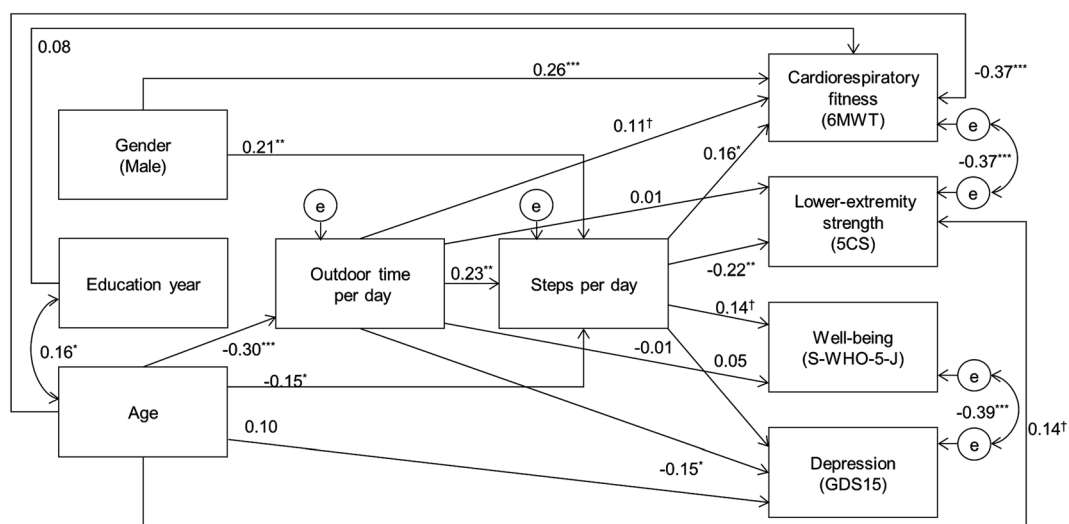 0.08
0.26***
-0.37***
Cardiorespiratory
fitness
(6MWT)
e
Gender
(Male)
0.21**
0.11†
0.16*
-0.37***
e
e
e
0.01
Lower-extremity
strength
(5CS)
Education year
Outdoor time
per day
0.23**
Steps per day
-0.22**
0.14†
Well-being
(S-WHO-5-J)
0.16*
-0.30***
-0.01
0.05
e
-0.15*
Age
-0.39***
0.14†
0.10
e
-0.15*
Depression
(GDS15)